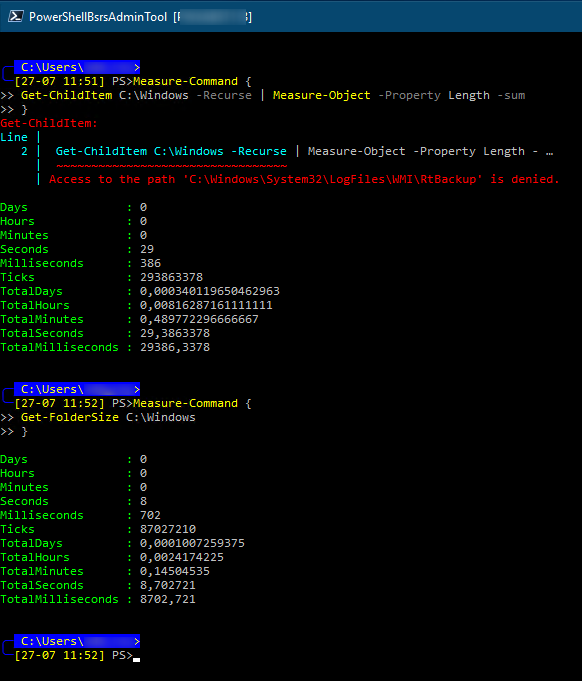 PowerShellBsrsAdminTool [
C:\Users\ >
[27-07 11:51] PS>Measure-Command {
>> Get-ChildItem C:\Windows -Recurse | Measure-Object -Property Length -sum
>> }
Get-ChildItem:
Line |
2 | Get-ChildItem C:\Windows -Recurse | Measure-Object -Property Length - …
| ~~~~~~~~~~~~~~~~~~~~~~~~~~~~~~~~~
| Access to the path 'C:\Windows\System32\LogFiles\WMI\RtBackup' is denied.
Days : 0
Hours : 0
Minutes : 0
Seconds : 29
Milliseconds : 386
Ticks : 293863378
TotalDays : 0,000340119650462963
TotalHours : 0,00816287161111111
TotalMinutes : 0,489772296666667
TotalSeconds : 29,3863378
TotalMilliseconds : 29386,3378
C:\Users\ >
[27-07 11:52] PS>Measure-Command {
>> Get-FolderSize C:\Windows
>> }
Days : 0
Hours : 0
Minutes : 0
Seconds : 8
Milliseconds : 702
Ticks : 87027210
TotalDays : 0,0001007259375
TotalHours : 0,0024174225
TotalMinutes : 0,14504535
TotalSeconds : 8,702721
TotalMilliseconds : 8702,721
C:\Users\ >
[27-07 11:52] PS>